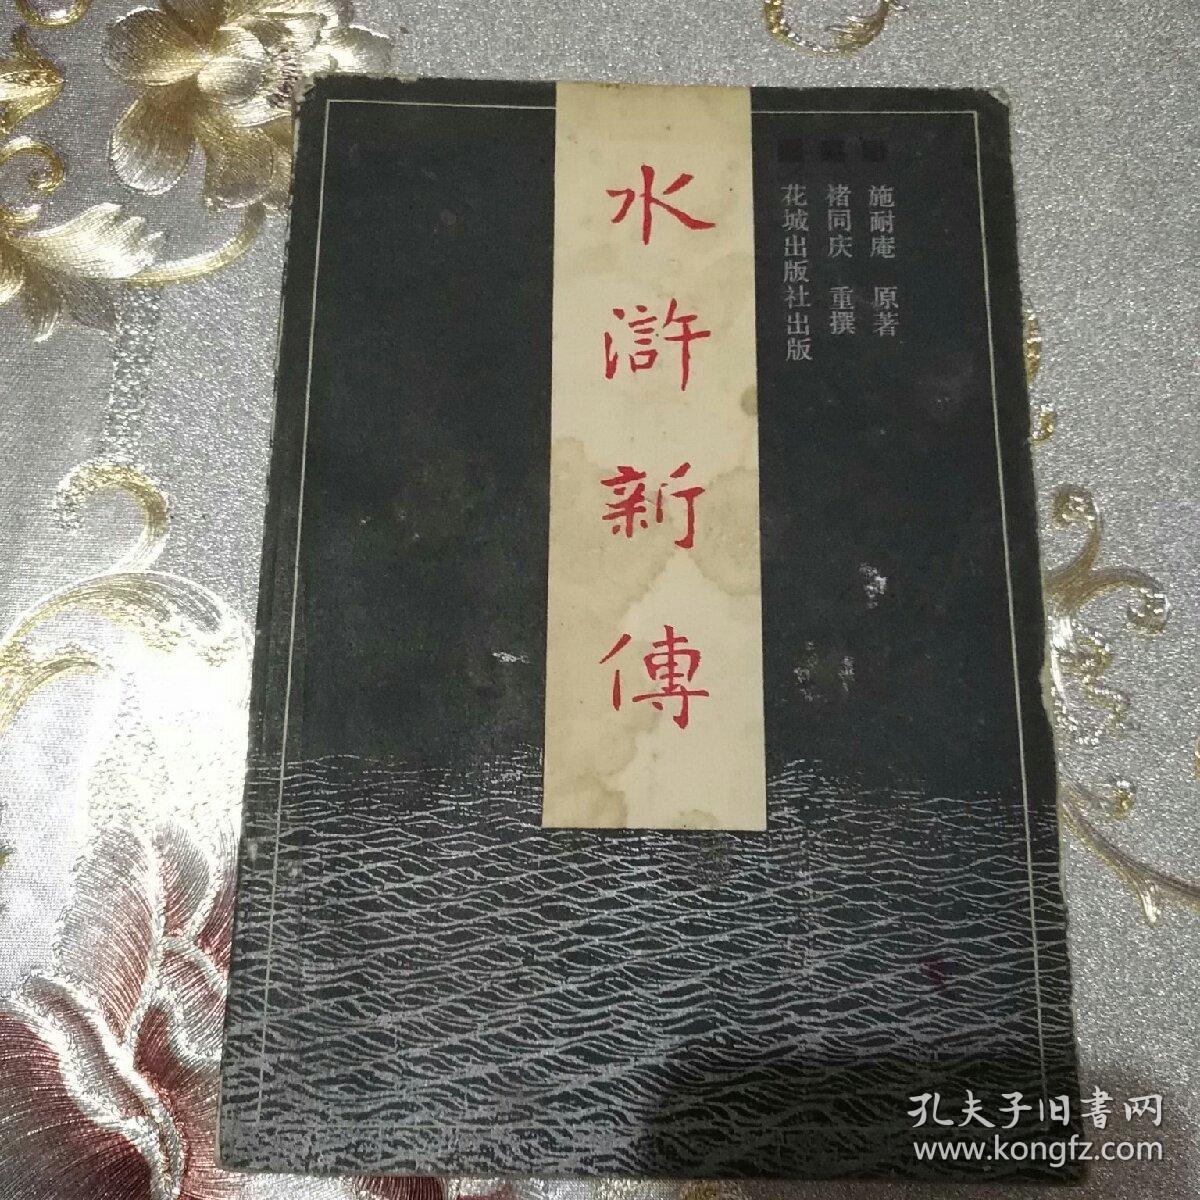 水滸新傳
施耐庵 原著
褚同庆 重撰
花城出版社出版
孔夫子旧書网
www.kongfz.com